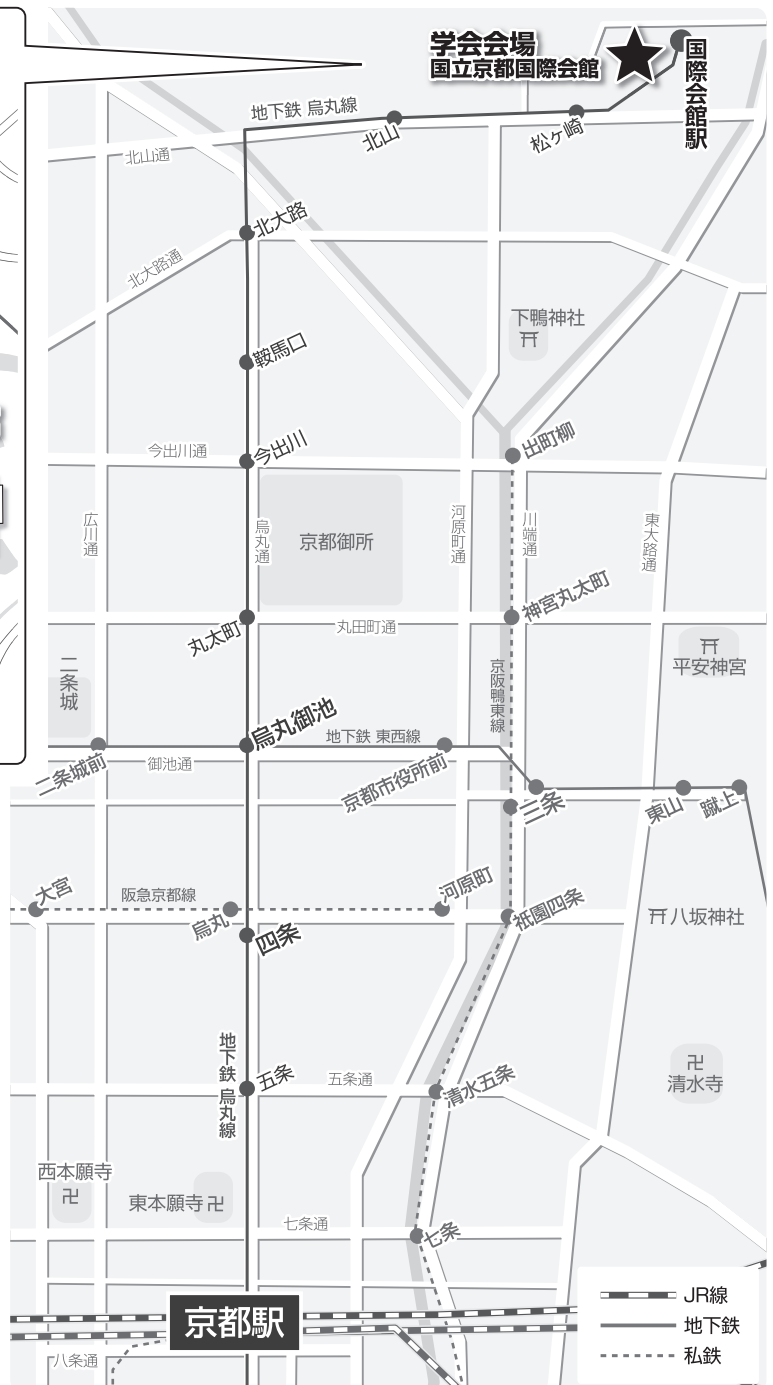 学会会場
国立京都国際会館
国際会館駅
地下鉄 烏丸線
北山
松ヶ崎
北山通
北大路
北大路通
下鴨神社
鞍馬口
今出川通
今出川
出町柳
広川通
烏丸通
京都御所
河原町通
川端通
東大路通
神宮丸太町
丸太町
丸田町通
平安神宮
二条城
京阪鴨東線
烏丸御池
地下鉄 東西線
二条城前
御池通
京都市役所前
三条
東山
蹴上
大宮
阪急京都線
烏丸
河原町
祇園四条
八坂神社
四条
地下鉄 烏丸線
五条
五条通
清水五条
卍
清水寺
西本願寺
卍
東本願寺卍
七条通
七条
京都駅
八条通
JR線
地下鉄
私鉄